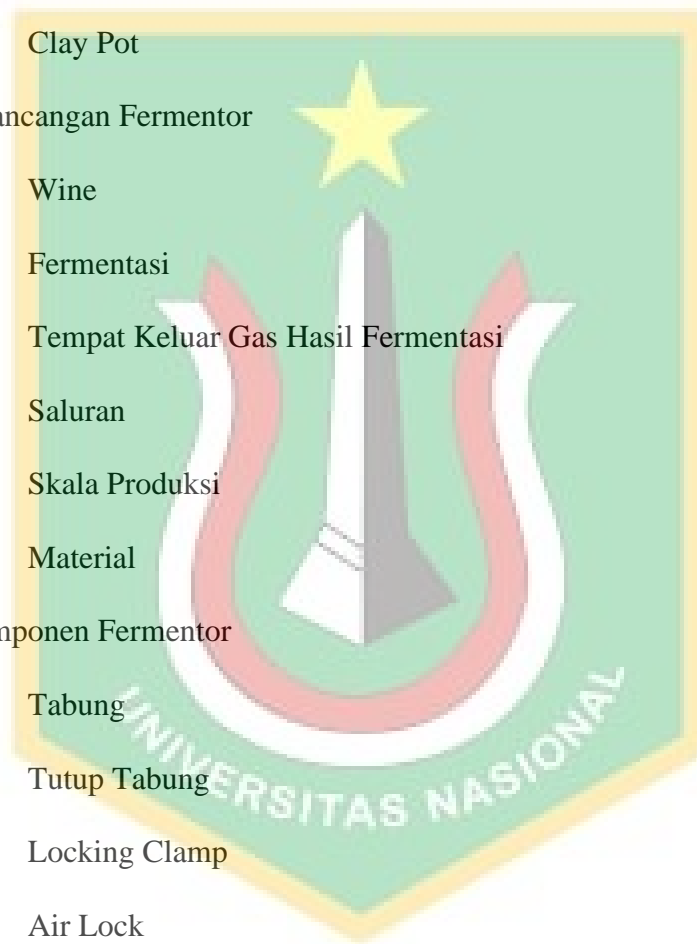 Clay Pot
ancangan Fermentor
Wine
Fermentasi
Tempat Keluar Gas Hasil Fermentasi
Saluran
Skala Produksi
Material
mponen Fermentor
Tabung
Tutup Tabung
Locking Clamp
Air Lock
UNIVERSITAS NASIONAL